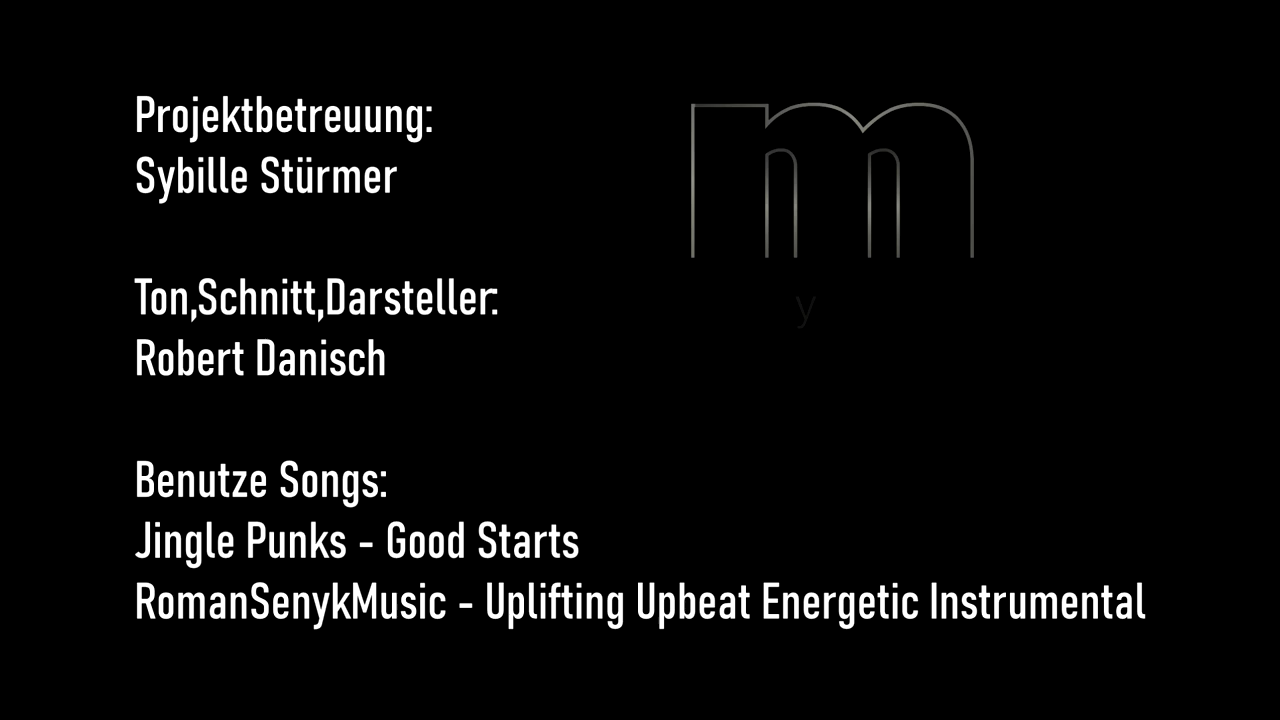 Projektbetreuung:
Sybille Stürmer
Ton,Schnitt,Darsteller:
Robert Danisch
Benutze Songs:
Jingle Punks - Good Starts
RomanSenykMusic - Uplifting Upbeat Energetic Instrumental
m
y